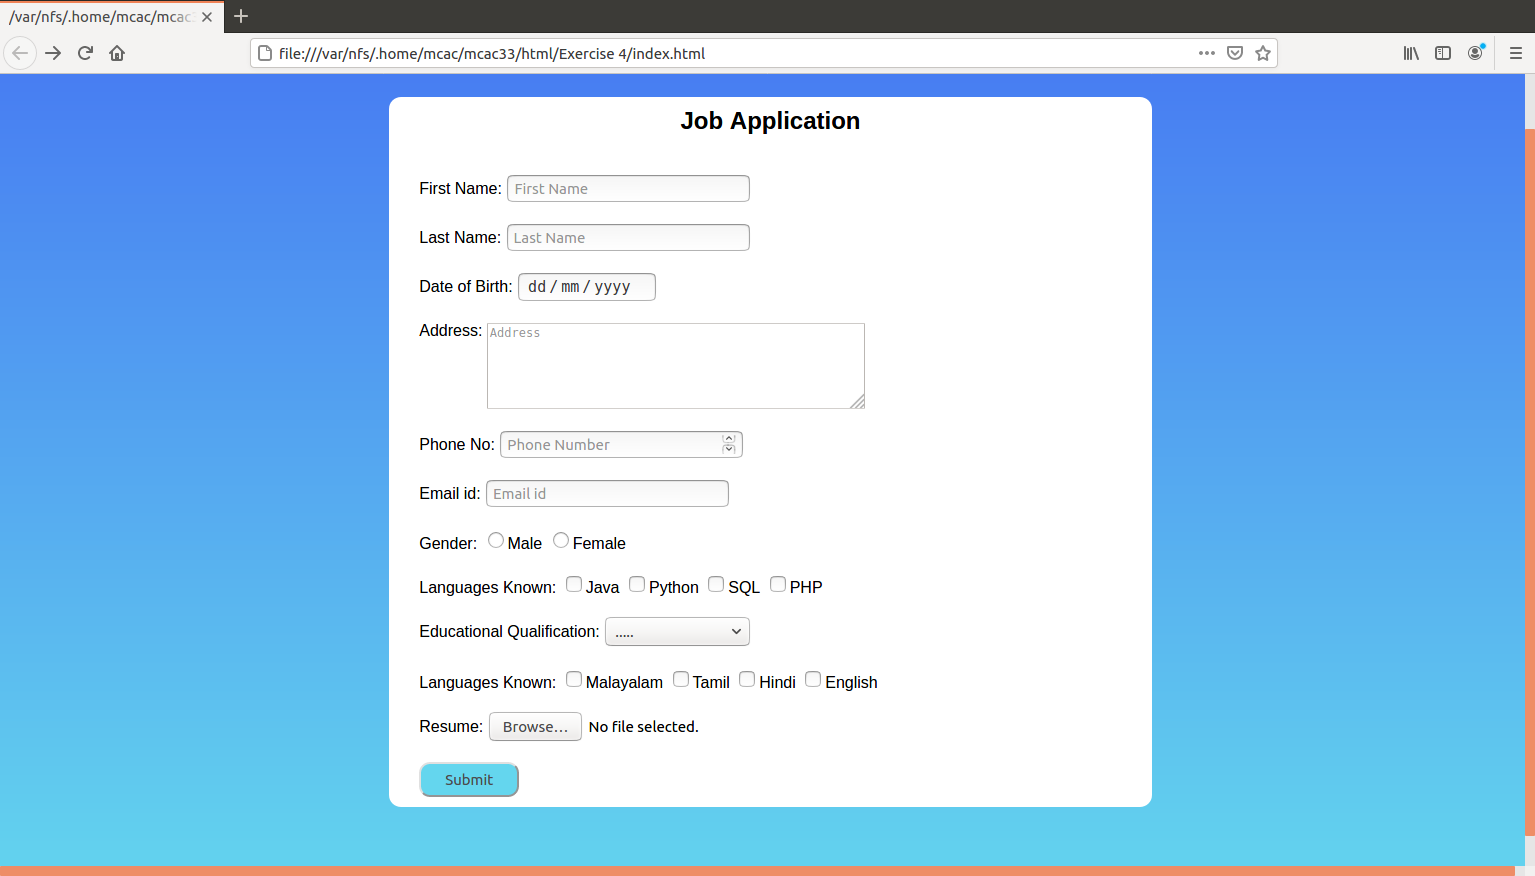 /var/nfs/.home/mcac/mcac
file:///var/nfs/.home/mcac/mcac33/html/Exercise 4/index.html
Job Application
First Name: First Name
Last Name: Last Name
Date of Birth: dd / mm / yyyy
Address: Address
Phone No: Phone Number
Email id: Email id
Gender: Male Female
Languages Known: Java Python SQL PHP
Educational Qualification: .....
Languages Known: Malayalam Tamil Hindi English
Resume: Browse... No file selected.
Submit